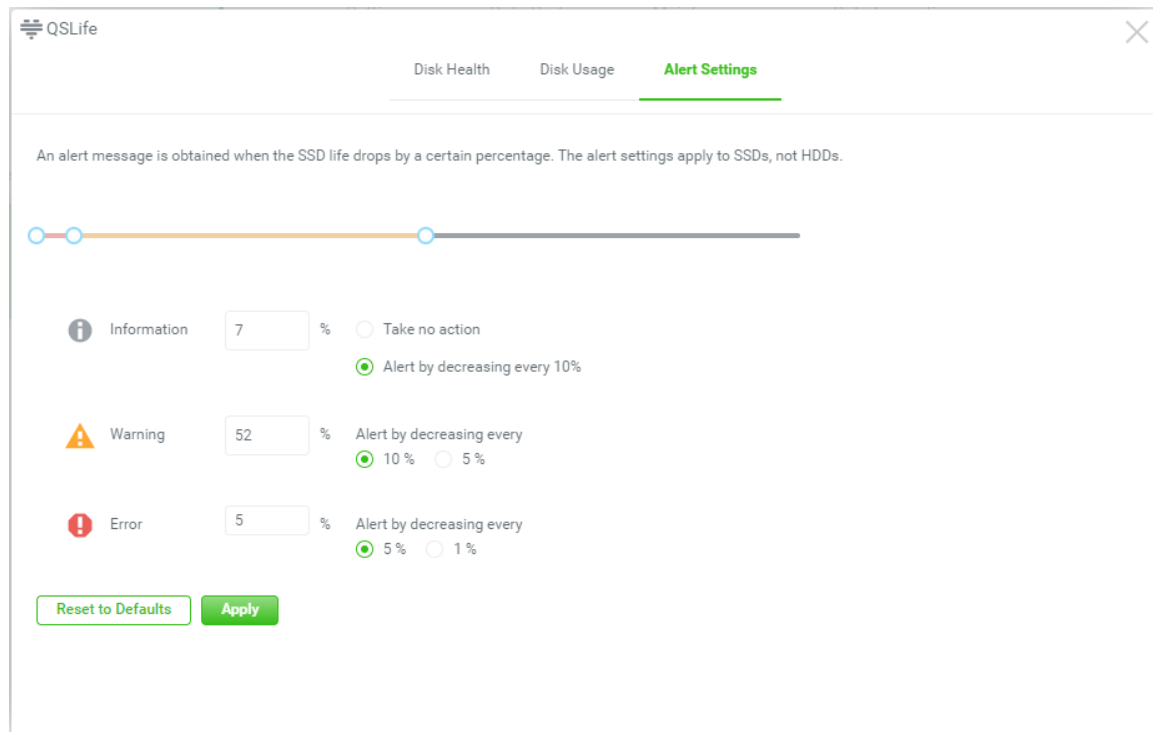 QSLife
Disk Health Disk Usage Alert Settings
An alert message is obtained when the SSD life drops by a certain percentage. The alert settings apply to SSDs, not HDDs.
Information 7 % Take no action
Alert by decreasing every 10%
Warning 52 % Alert by decreasing every
10 % 5 %
Error 5 % Alert by decreasing every
5 % 1 %
Reset to Defaults Apply